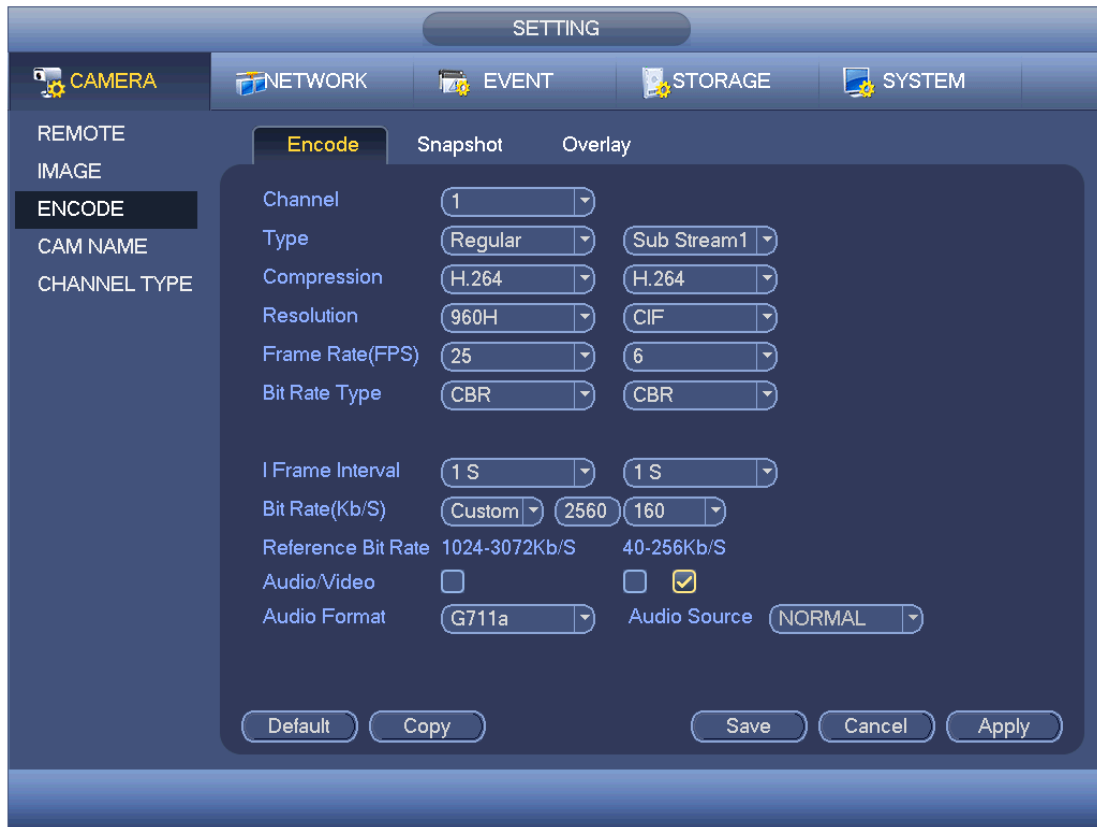 SETTING
CAMERA NETWORK EVENT STORAGE SYSTEM
REMOTE
IMAGE
ENCODE
CAM NAME
CHANNEL TYPE
Encode Snapshot Overlay
Channel 1
Type Regular Sub Stream1
Compression H.264 H.264
Resolution 960H CIF
Frame Rate(FPS) 25 6
Bit Rate Type CBR CBR
I Frame Interval 1 S 1 S
Bit Rate(Kb/S) Custom 2560 160
Reference Bit Rate 1024-3072Kb/S 40-256Kb/S
Audio/Video
Audio Format G711a Audio Source NORMAL
Default Copy Save Cancel Apply